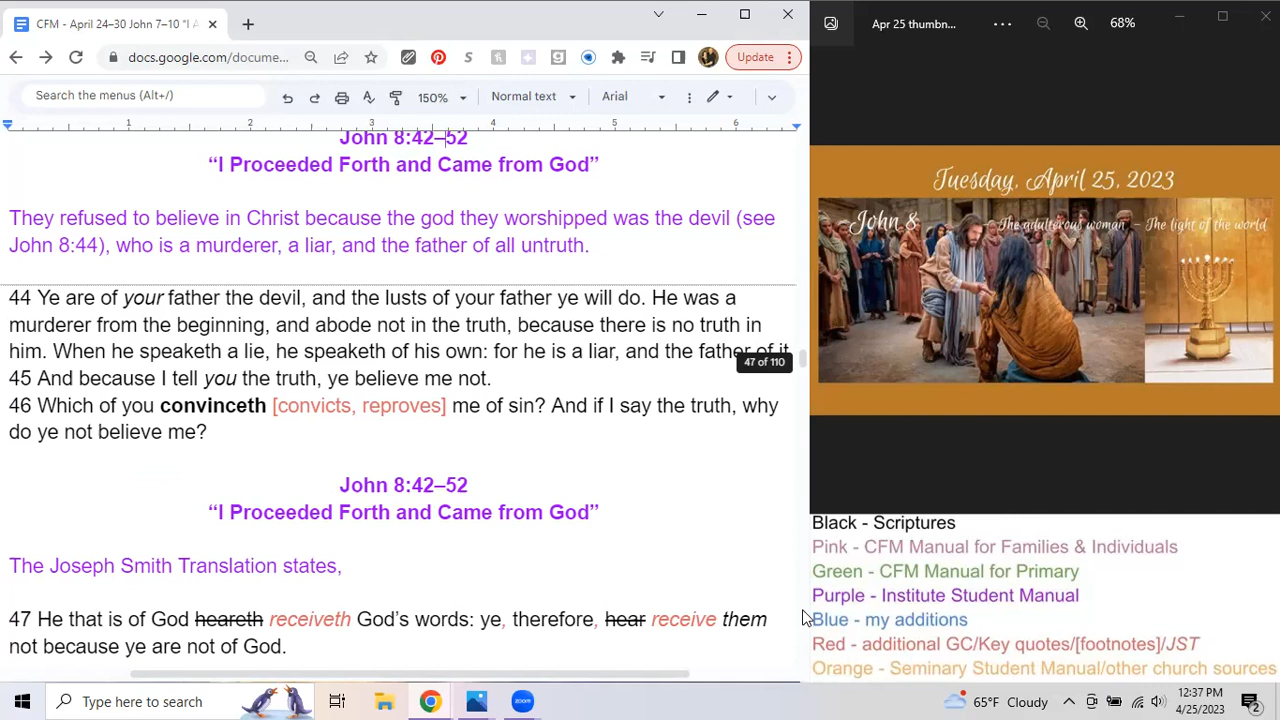 CFM - April 24–30 John 7–10 "I A
Apr 25 thumbn...
68%
docs.google.com/docume...
Update
Search the menus (Alt+/)
150%
Normal text
Arial
1 2 3 4 5 6
John 8:42–52
“I Proceeded Forth and Came from God”
They refused to believe in Christ because the god they worshipped was the devil (see
John 8:44), who is a murderer, a liar, and the father of all untruth.
44 Ye are of your father the devil, and the lusts of your father ye will do. He was a
murderer from the beginning, and abode not in the truth, because there is no truth in
him. When he speaketh a lie, he speaketh of his own: for he is a liar, and the father of it.
47 of 110
45 And because I tell you the truth, ye believe me not.
46 Which of you convinceth [convicts, reproves] me of sin? And if I say the truth, why
do ye not believe me?
John 8:42–52
“I Proceeded Forth and Came from God”
The Joseph Smith Translation states,
47 He that is of God heareth receiveth God’s words: ye, therefore, hear receive them
not because ye are not of God.
Tuesday, April 25, 2023
John 8
The adulterous woman - The light of the world
Black - Scriptures
Pink - CFM Manual for Families & Individuals
Green - CFM Manual for Primary
Purple - Institute Student Manual
Blue - my additions
Red - additional GC/Key quotes/[footnotes]/JST
Orange - Seminary Student Manual/other church sources
Type here to search
zoom
65°F Cloudy
12:37 PM
4/25/2023
2